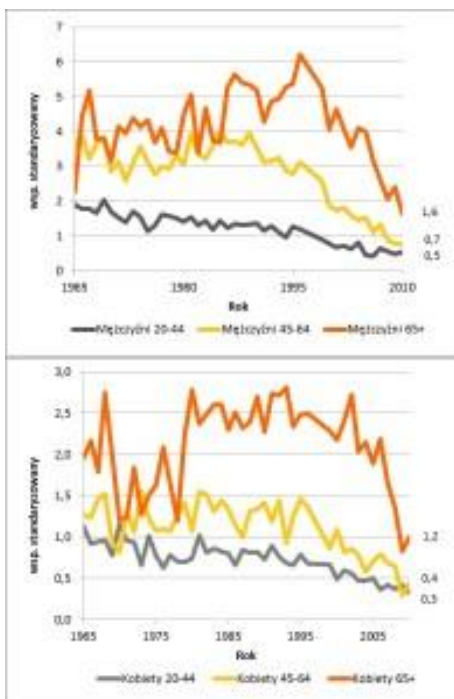 7
6
5
4
3
2
1
0
wsp. standaryzowany
1,6
0,7
0,5
1965 1980 1995 2010
Rok
Mężczyźni 20-44 Mężczyźni 45-64 Mężczyźni 65+
3,0
2,5
2,0
1,5
1,0
0,5
0,0
wsp. standaryzowany
1,2
0,4
0,3
1965 1975 1985 1995 2005
Rok
Kobiety 20-44 Kobiety 45-64 Kobiety 65+